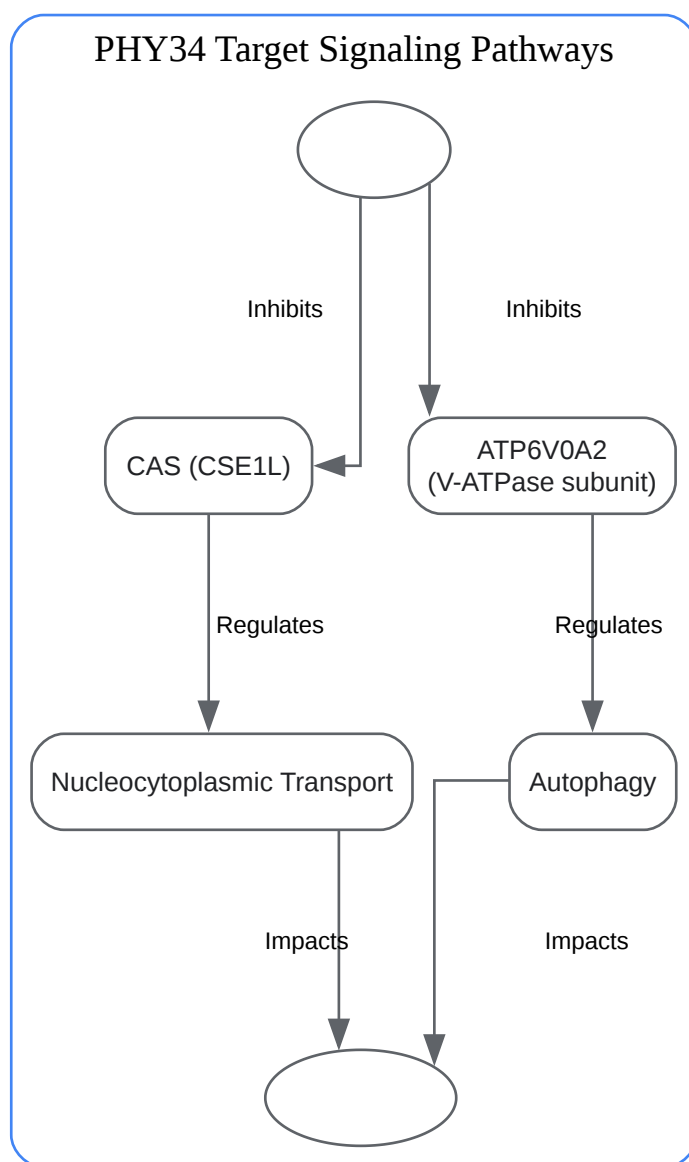 PHY34 Target Signaling Pathways
Inhibits
Inhibits
CAS (CSE1L)
ATP6V0A2
(V-ATPase subunit)
Regulates
Regulates
Nucleocytoplasmic Transport
Autophagy
Impacts
Impacts